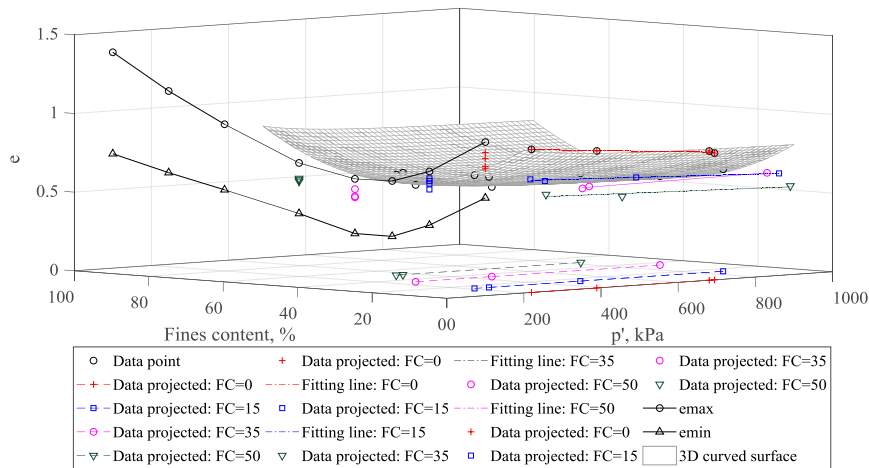 1.5
1
e
0.5
0
100
80
60
40
20
00
200
400
600
800
1000
Fines content, %
p', kPa
Data point
Data projected: FC=0
Fitting line: FC=35
Data projected: FC=35
Data projected: FC=0
Fitting line: FC=0
Data projected: FC=50
Data projected: FC=50
Data projected: FC=15
Data projected: FC=15
Fitting line: FC=50
emax
Data projected: FC=35
Fitting line: FC=15
Data projected: FC=0
emin
Data projected: FC=50
Data projected: FC=35
Data projected: FC=15
3D curved surface